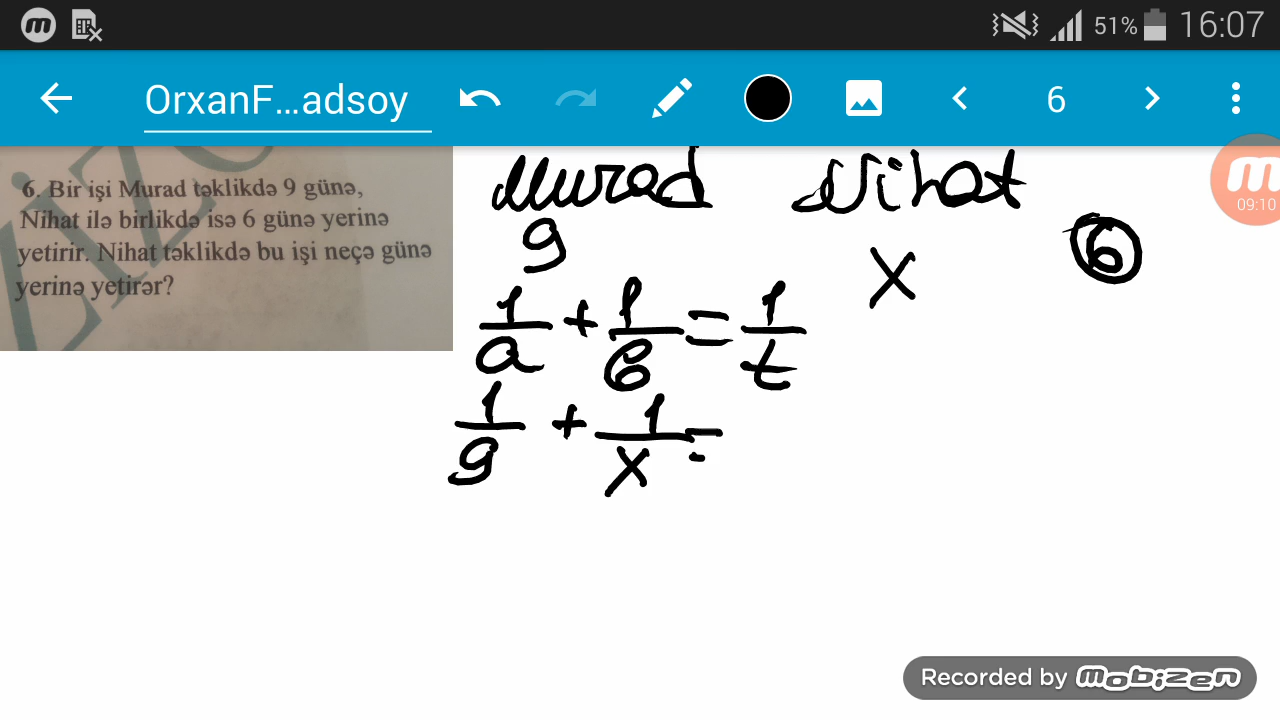 51% 16:07
OrxanF...adsoy 6
09:10
6. Bir işi Murad təklikdə 9 günə,
Nihat ilə birlikdə isə 6 günə yerinə
yetirir. Nihat təklikdə bu işi neçə günə
yerinə yetirər?
Murad Nihat
9 x 6
1/a + 1/b = 1/t
1/9 + 1/x =
Recorded by mobizen